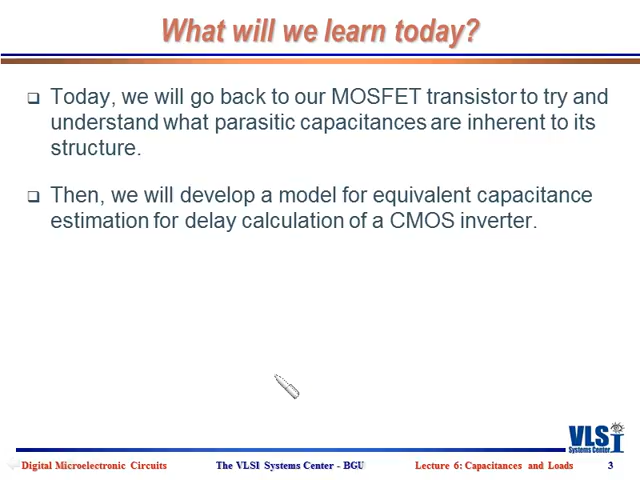 What will we learn today?
Today, we will go back to our MOSFET transistor to try and
understand what parasitic capacitances are inherent to its
structure.
Then, we will develop a model for equivalent capacitance
estimation for delay calculation of a CMOS inverter.
VLSI
Systems Center
Digital Microelectronic Circuits
The VLSI Systems Center - BGU
Lecture 6: Capacitances and Loads
3